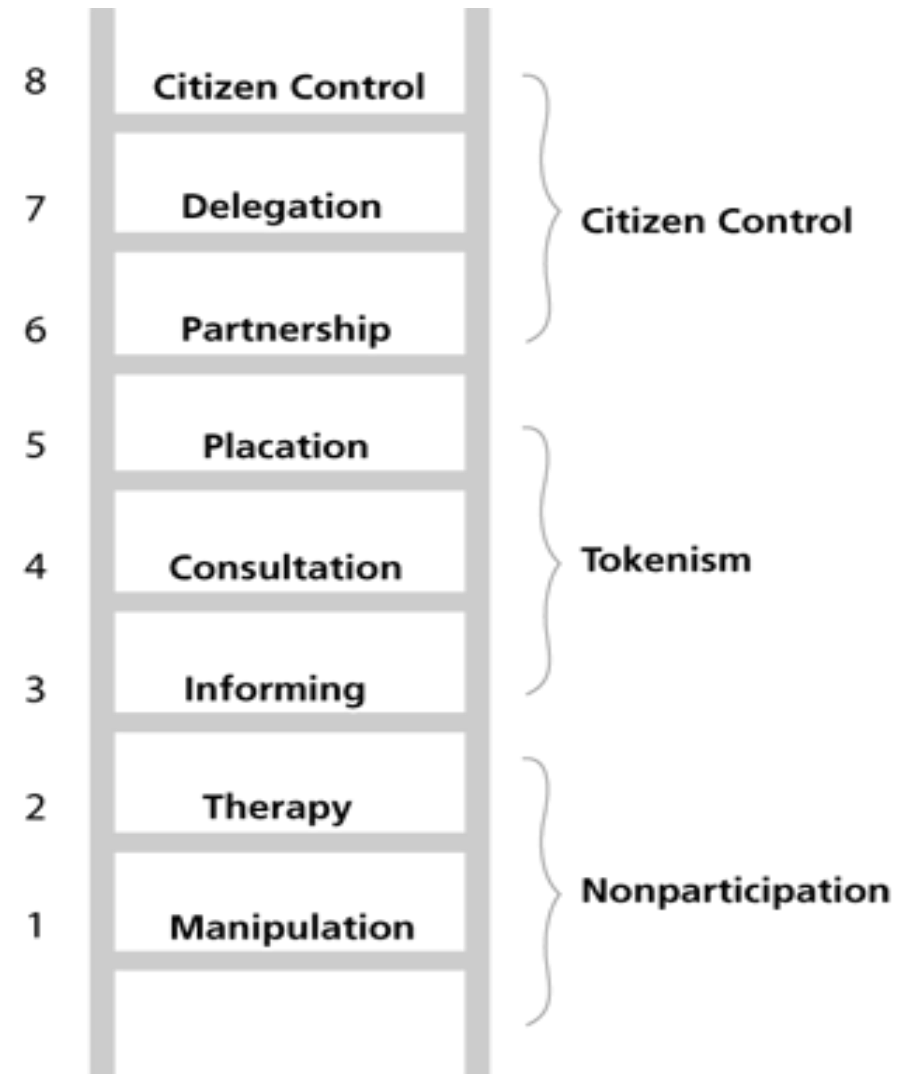 8 Citizen Control
7 Delegation
Citizen Control
6 Partnership
5 Placation
4 Consultation
Tokenism
3 Informing
2 Therapy
Nonparticipation
1 Manipulation